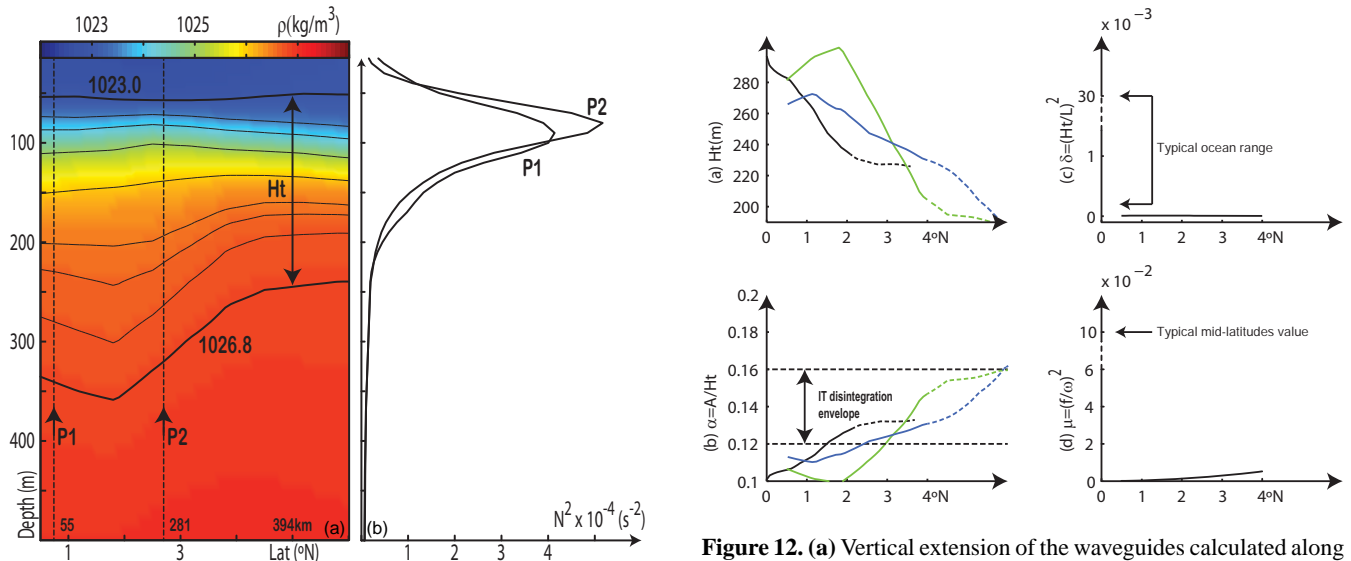 1023 1025 ρ(kg/m³)
1023.0
100
200
300
400
Depth (m)
Ht
1026.8
P1
P2
55 281 394km (a)
1 3 Lat (ºN)
P2
P1
(b)
N² x 10⁻⁴ (s⁻²)
1 2 3 4
(a) Ht(m)
280
260
240
220
200
0 1 2 3 4ºN
(b) α=A/Ht
0.2
0.18
0.16
0.14
0.12
0.1
IT disintegration
envelope
0 1 2 3 4ºN
x 10⁻³
(c) δ=(Ht/L)²
30
1
0
Typical ocean range
0 1 2 3 4ºN
x 10⁻²
(d) μ=(f/ω)²
10
6
4
2
0
Typical mid-latitudes value
0 1 2 3 4ºN
Figure 12. (a) Vertical extension of the waveguides calculated along